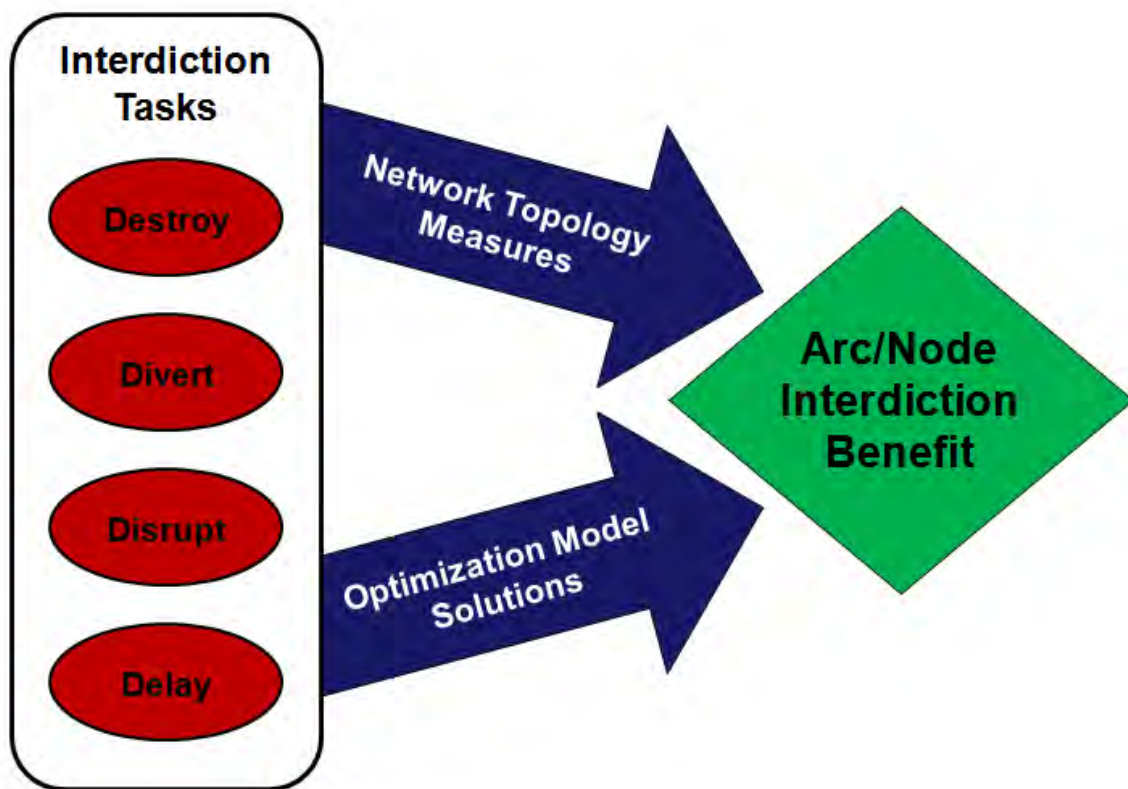 Interdiction
Tasks
Destroy
Divert
Disrupt
Delay
Network Topology
Measures
Optimization Model
Solutions
Arc/Node
Interdiction
Benefit